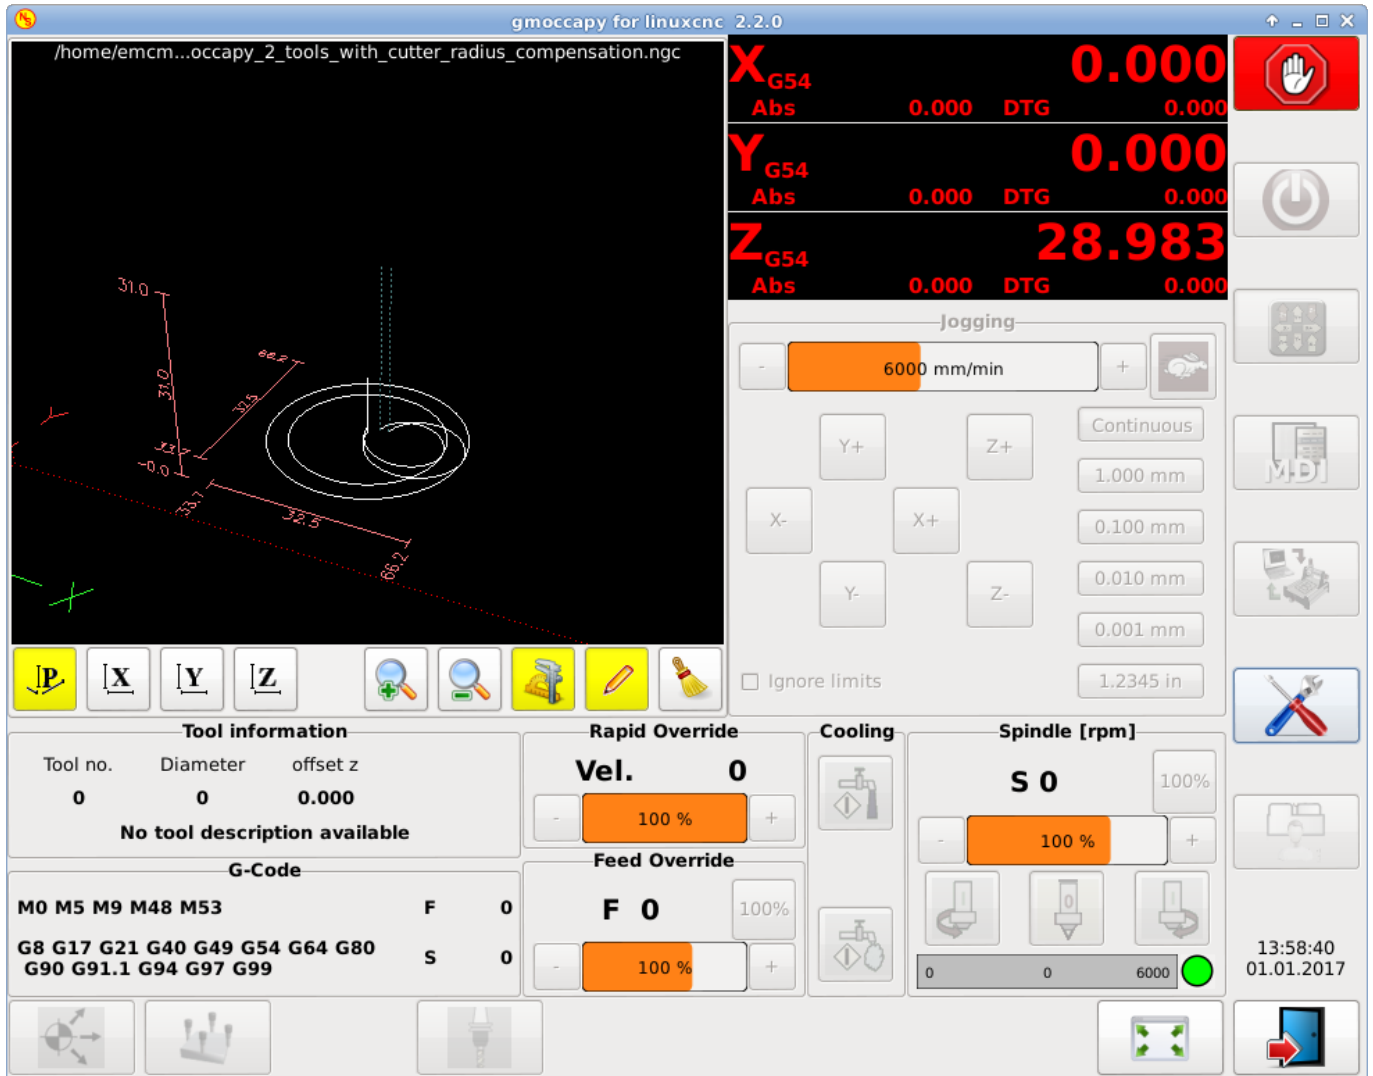 gmoccapy for linuxcnc 2.2.0
/home/emcm...occapy_2_tools_with_cutter_radius_compensation.ngc
X G54 0.000
Abs 0.000 DTG 0.000
Y G54 0.000
Abs 0.000 DTG 0.000
Z G54 28.983
Abs 0.000 DTG 0.000
31.0
31.0
66.2
32.5
33.7
-0.0
33.7
32.5
66.2
Y
X
Jogging
- 6000 mm/min +
Y+ Z+
X- X+
Y- Z-
Continuous
1.000 mm
0.100 mm
0.010 mm
0.001 mm
Ignore limits
1.2345 in
MDI
P X Y Z
Tool information
Tool no. Diameter offset z
0 0 0.000
No tool description available
G-Code
M0 M5 M9 M48 M53 F 0
G8 G17 G21 G40 G49 G54 G64 G80
G90 G91.1 G94 G97 G99
S 0
Rapid Override
Vel. 0
- 100 % +
Feed Override
F 0 100%
- 100 % +
Cooling
Spindle [rpm]
S 0 100%
- 100 % +
0
0 0 6000
13:58:40
01.01.2017